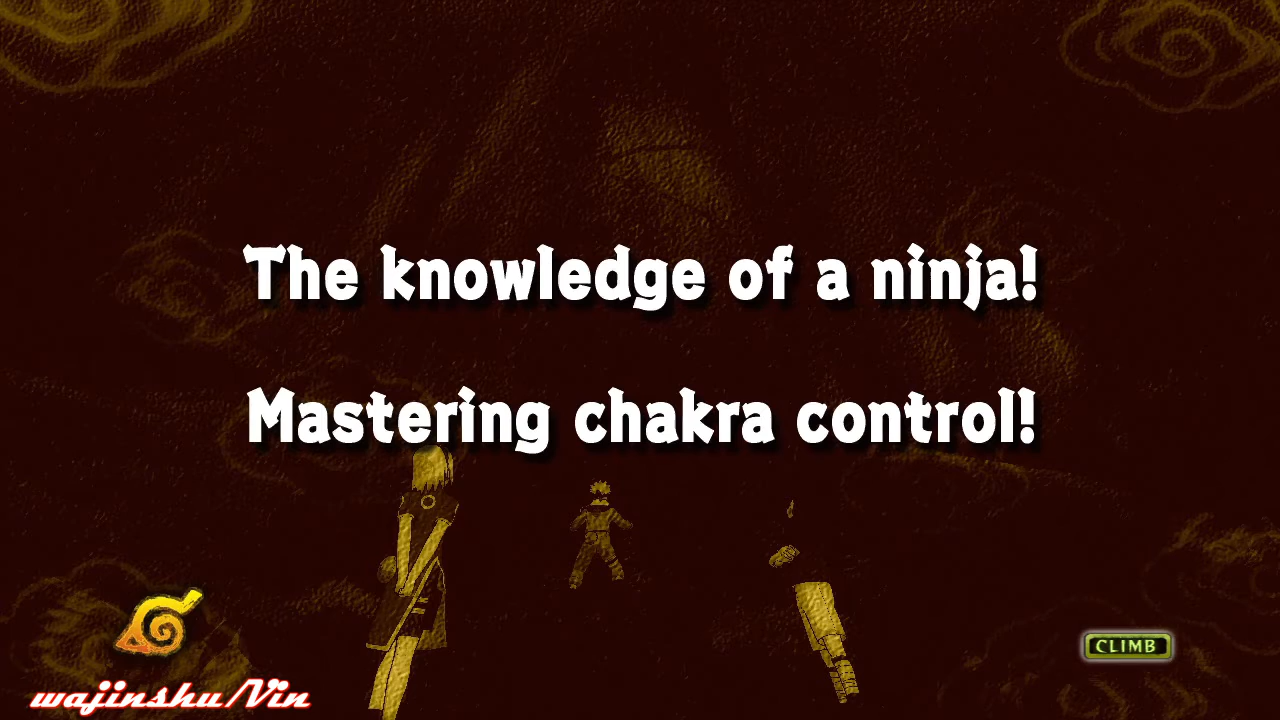 The knowledge of a ninja!
Mastering chakra control!
CLIMB
wajinshu/Vin